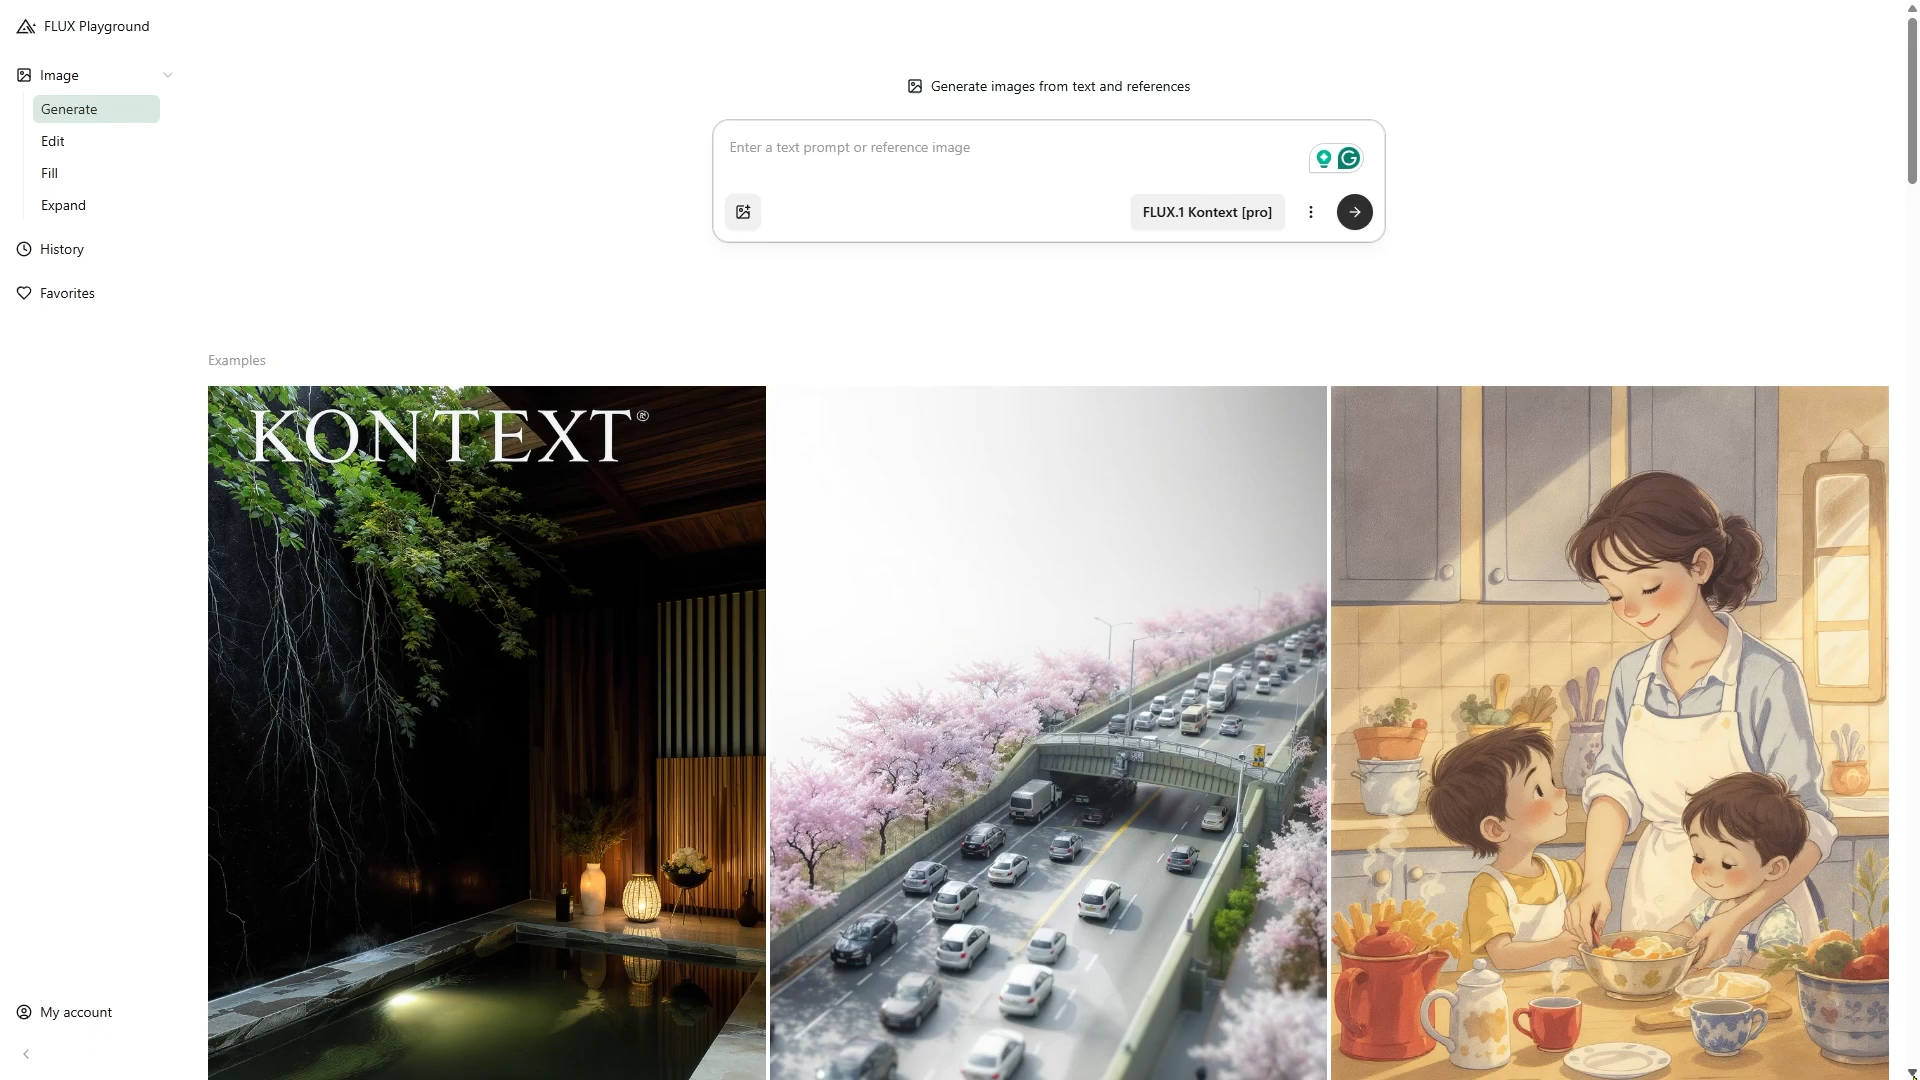 FLUX Playground
Image
Generate
Edit
Fill
Expand
History
Favorites
My account
Generate images from text and references
Enter a text prompt or reference image
FLUX.1 Kontext [pro]
Examples
KONTEXT®